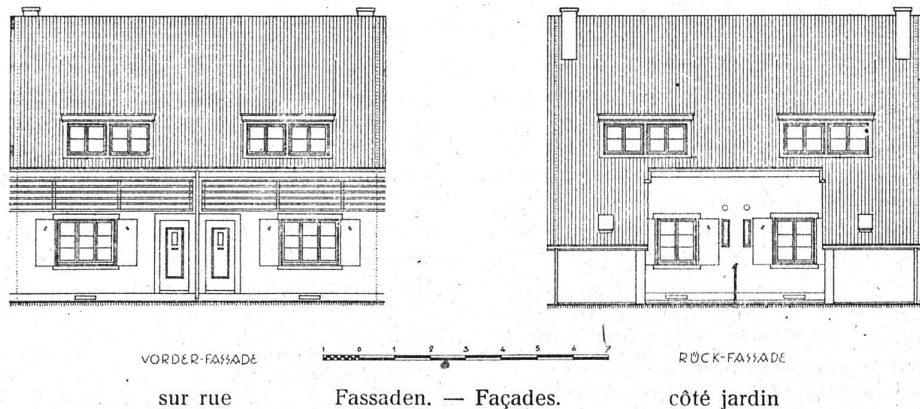 VORDER-FASSADE 1 0 1 2 3 4 5 6 7 RÜCK-FASSADE
sur rue Fassaden. — Façades. côté jardin